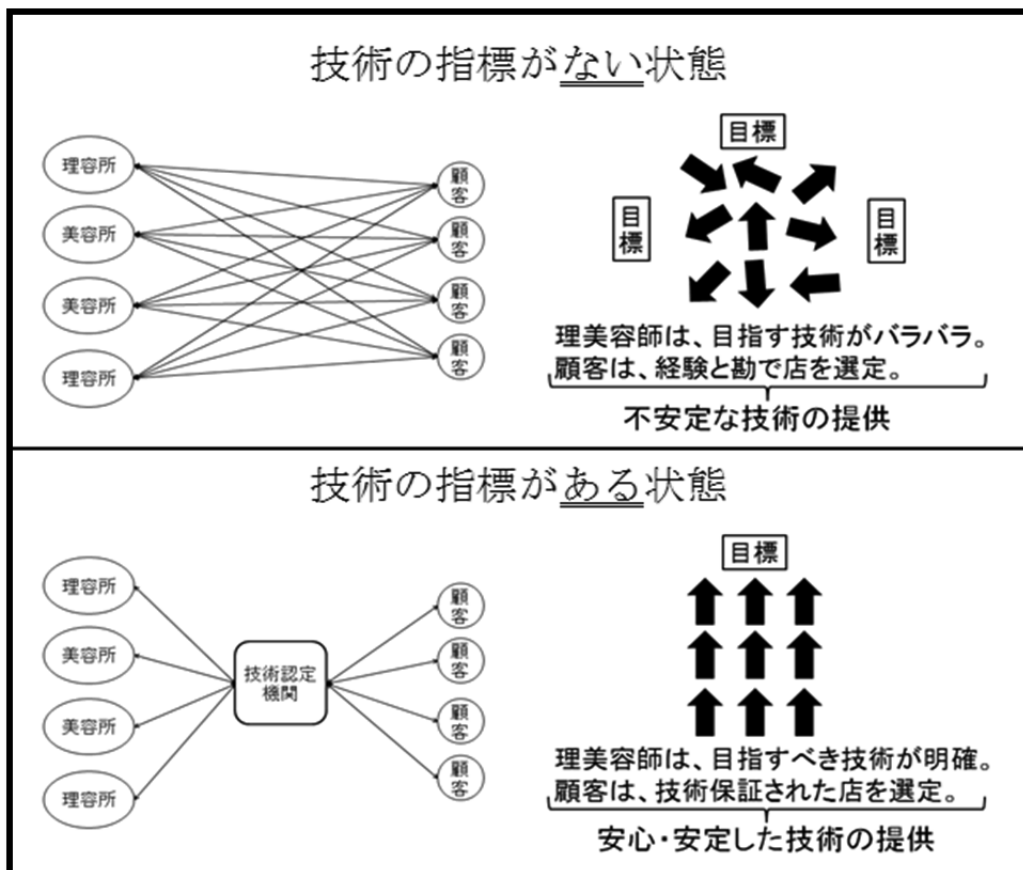 技術の指標がない状態
理容所
美容所
美容所
理容所
顧客
顧客
顧客
顧客
目標
目標
目標
理美容師は、目指す技術がバラバラ。
顧客は、経験と勘で店を選定。
不安定な技術の提供
技術の指標がある状態
理容所
美容所
美容所
理容所
技術認定
機関
顧客
顧客
顧客
顧客
目標
理美容師は、目指すべき技術が明確。
顧客は、技術保証された店を選定。
安心・安定した技術の提供